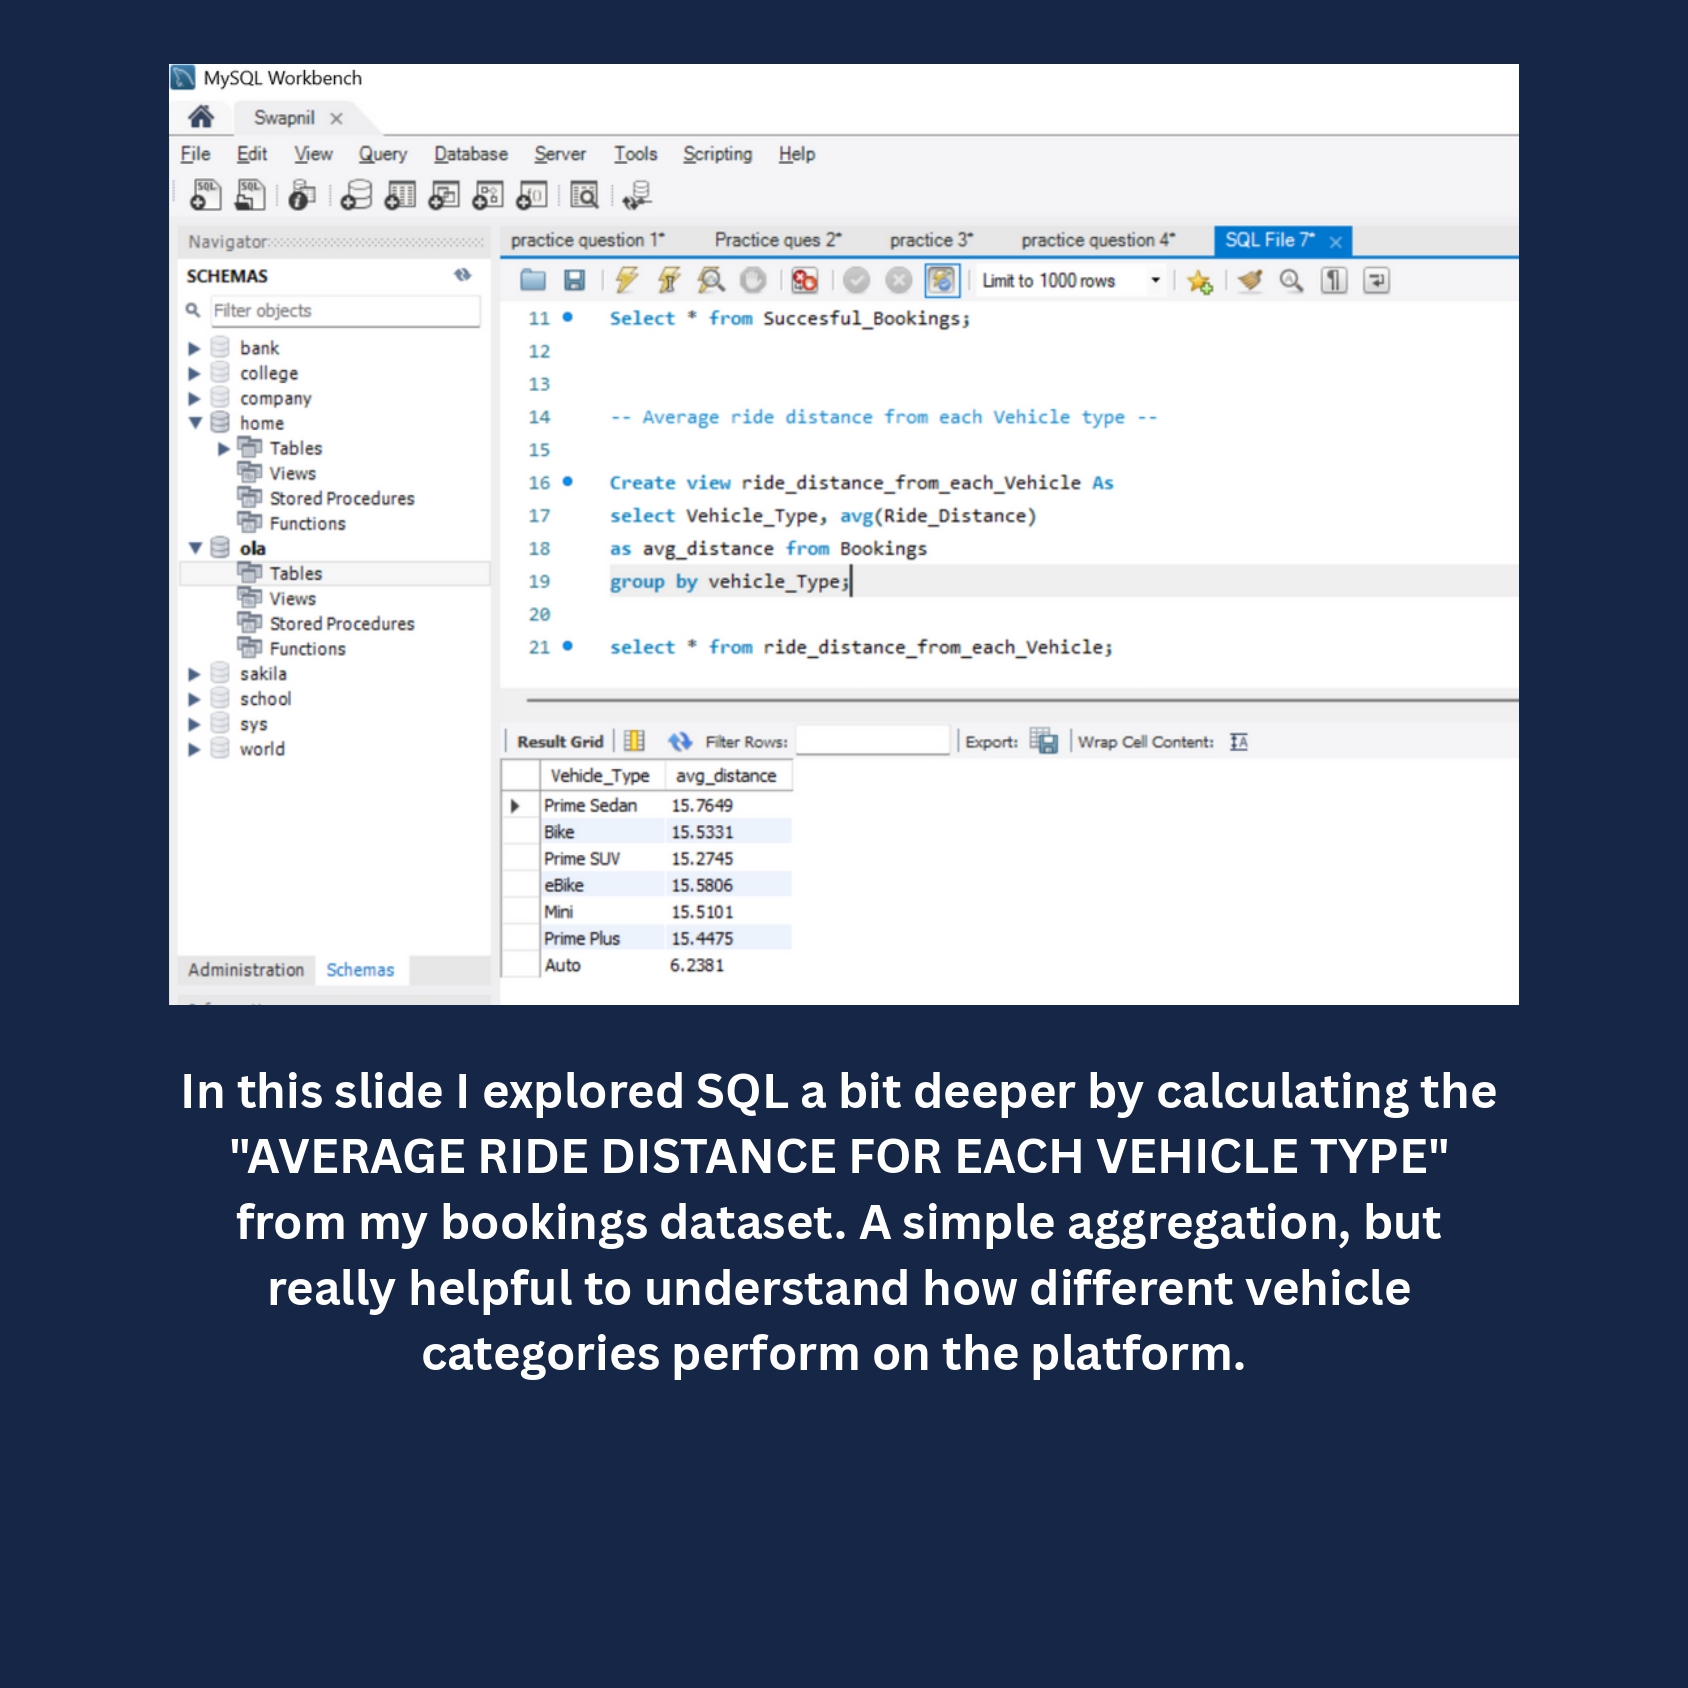 MySQL Workbench
Swapnil
File Edit View Query Database Server Tools Scripting Help
Navigator
SCHEMAS
Filter objects
bank
college
company
home
Tables
Views
Stored Procedures
Functions
ola
Tables
Views
Stored Procedures
Functions
sakila
school
sys
world
Administration Schemas
practice question 1* Practice ques 2* practice 3* practice question 4* SQL File 7*
Limit to 1000 rows
11 Select * from Succesful_Bookings;
12
13
14 -- Average ride distance from each Vehicle type --
15
16 Create view ride_distance_from_each_Vehicle As
17 select Vehicle_Type, avg(Ride_Distance)
18 as avg_distance from Bookings
19 group by vehicle_Type;
20
21 select * from ride_distance_from_each_Vehicle;
Result Grid Filter Rows: Export: Wrap Cell Content:
Vehicle_Type avg_distance
Prime Sedan 15.7649
Bike 15.5331
Prime SUV 15.2745
eBike 15.5806
Mini 15.5101
Prime Plus 15.4475
Auto 6.2381
In this slide I explored SQL a bit deeper by calculating the
"AVERAGE RIDE DISTANCE FOR EACH VEHICLE TYPE"
from my bookings dataset. A simple aggregation, but
really helpful to understand how different vehicle
categories perform on the platform.